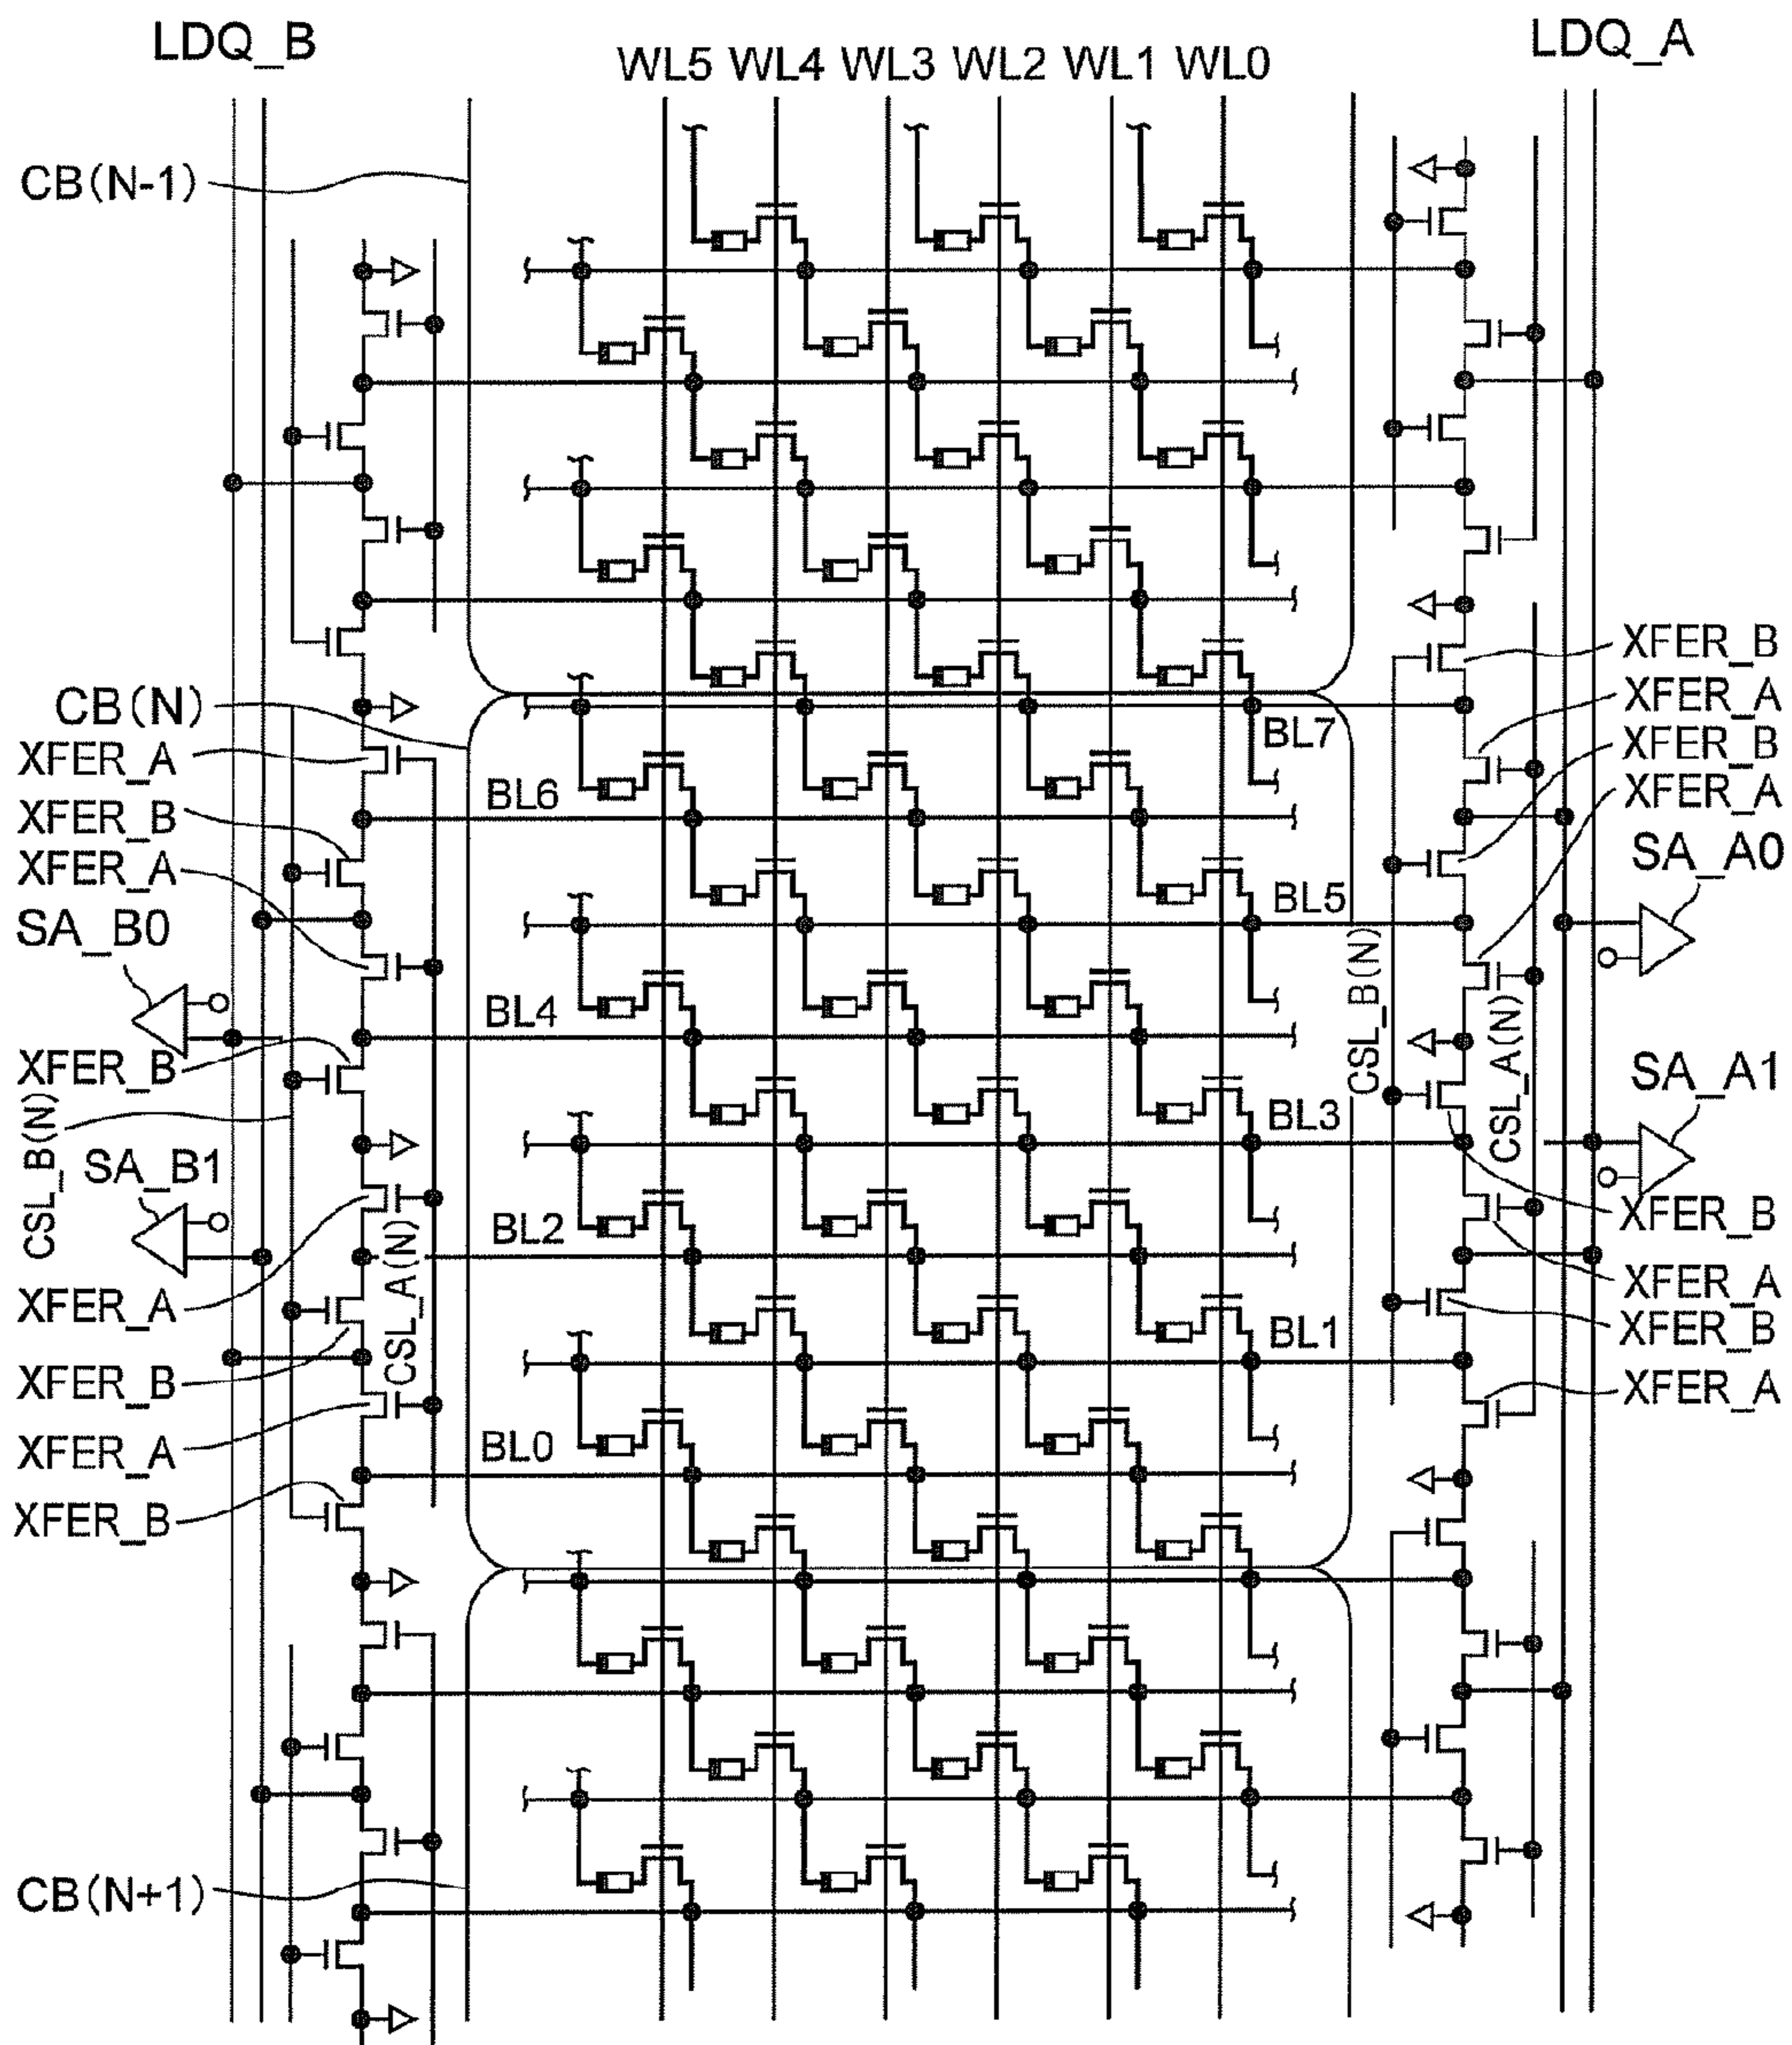 LDQ_B
WL5 WL4 WL3 WL2 WL1 WL0
LDQ_A
CB(N-1)
CB(N)
XFER_A
XFER_B
XFER_A
SA_B0
XFER_B
CSL_B(N)
SA_B1
XFER_A
CSL_A(N)
XFER_B
XFER_A
XFER_B
CB(N+1)
BL7
BL6
BL5
BL4
BL3
BL2
BL1
BL0
XFER_B
XFER_A
XFER_B
XFER_A
SA_A0
CSL_B(N)
CSL_A(N)
SA_A1
XFER_B
XFER_A
XFER_B
XFER_A